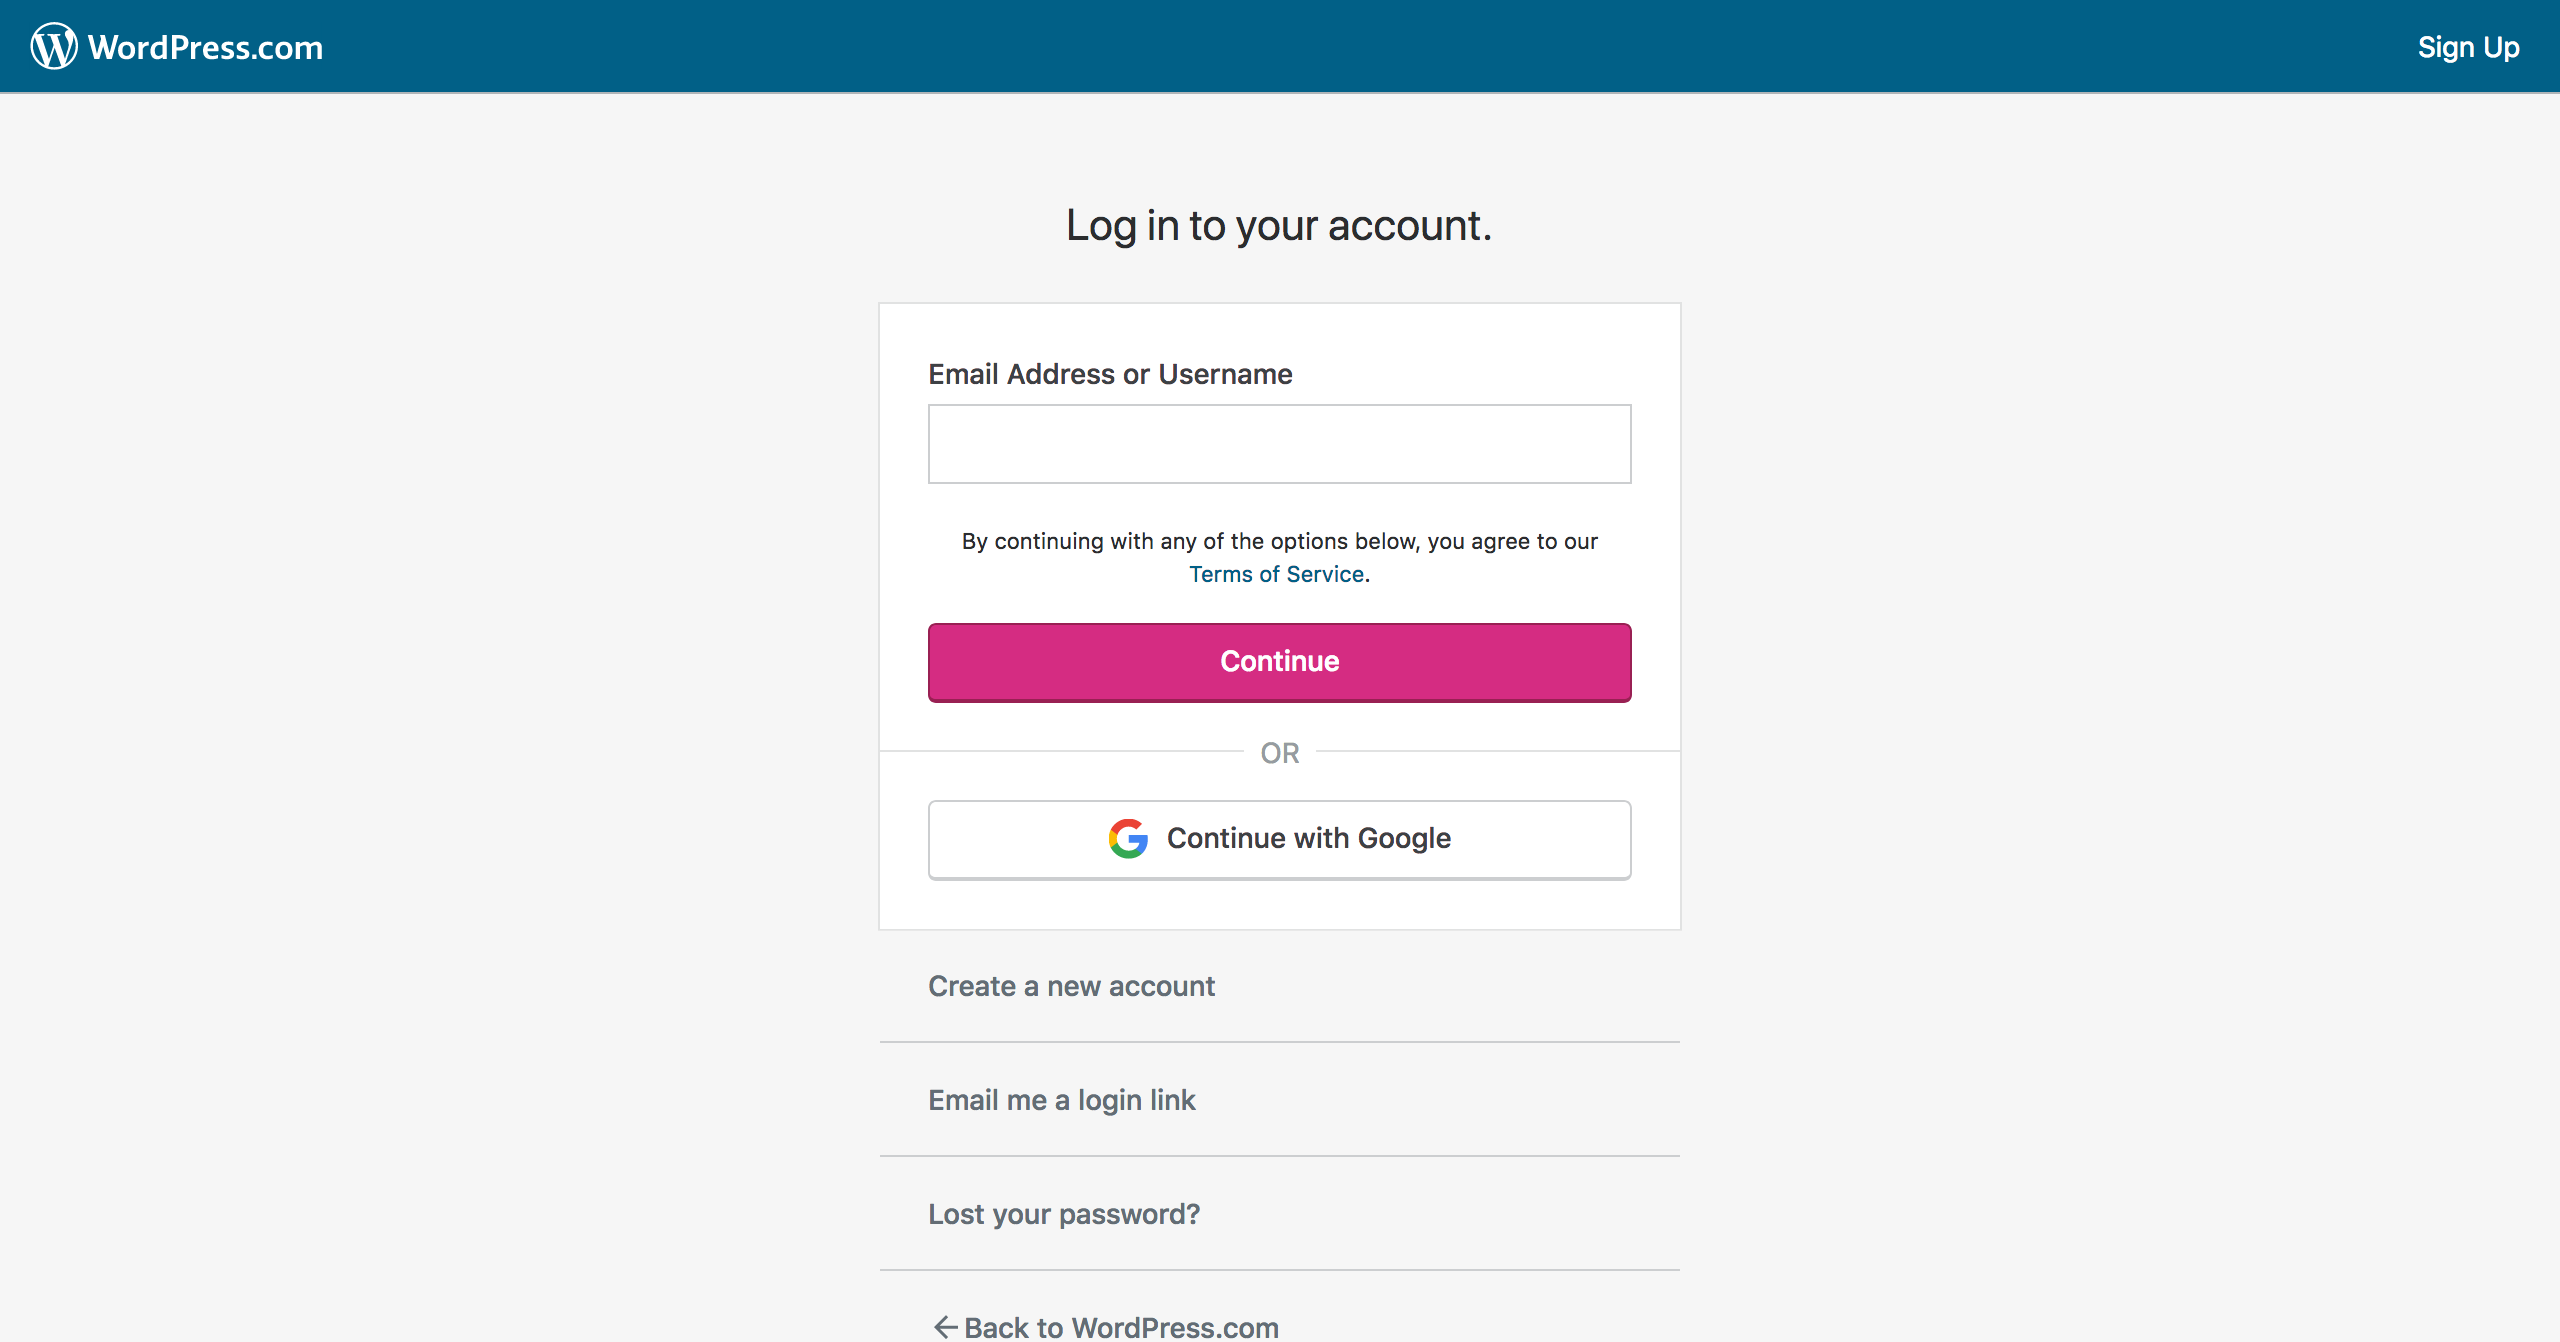 WordPress.com
Sign Up
Log in to your account.
Email Address or Username
By continuing with any of the options below, you agree to our
Terms of Service.
Continue
OR
Continue with Google
Create a new account
Email me a login link
Lost your password?
Back to WordPress.com